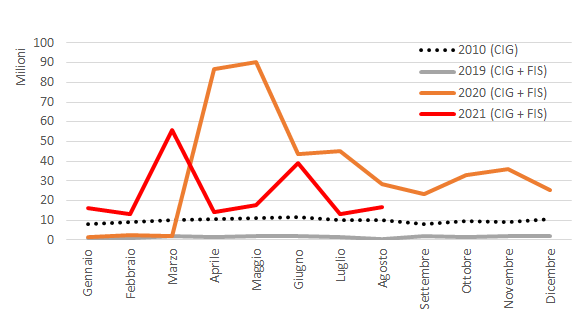 Milioni
100
90
80
70
60
50
40
30
20
10
0
2010 (CIG)
2019 (CIG + FIS)
2020 (CIG + FIS)
2021 (CIG + FIS)
Gennaio
Febbraio
Marzo
Aprile
Maggio
Giugno
Luglio
Agosto
Settembre
Ottobre
Novembre
Dicembre